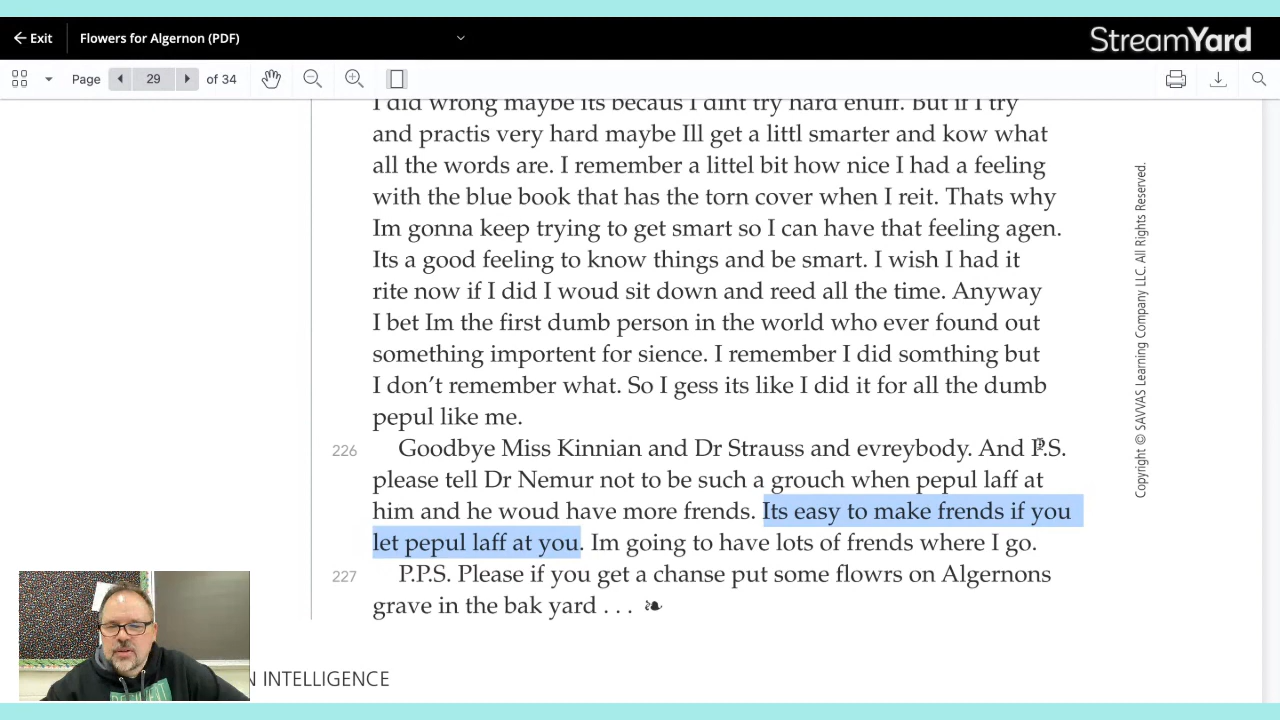 Exit
Flowers for Algernon (PDF)
StreamYard
Page 29 of 34
I did wrong maybe its becaus I dint try hard enuff. But if I try
and practis very hard maybe Ill get a littl smarter and kow what
all the words are. I remember a littel bit how nice I had a feeling
with the blue book that has the torn cover when I reit. Thats why
Im gonna keep trying to get smart so I can have that feeling agen.
Its a good feeling to know things and be smart. I wish I had it
rite now if I did I woud sit down and reed all the time. Anyway
I bet Im the first dumb person in the world who ever found out
something importent for sience. I remember I did somthing but
I don't remember what. So I gess its like I did it for all the dumb
pepul like me.
226 Goodbye Miss Kinnian and Dr Strauss and evreybody. And P.S.
please tell Dr Nemur not to be such a grouch when pepul laff at
him and he woud have more frends. Its easy to make frends if you
let pepul laff at you. Im going to have lots of frends where I go.
227 P.P.S. Please if you get a chanse put some flowrs on Algernons
grave in the bak yard . . .
Copyright © SAVVAS Learning Company LLC. All Rights Reserved.
N INTELLIGENCE